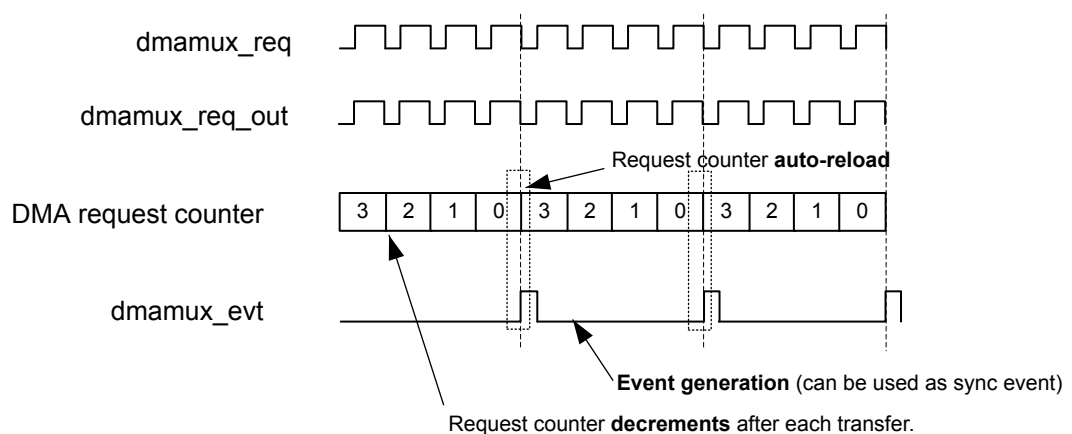 dmamux_req
dmamux_req_out
Request counter auto-reload
DMA request counter
3 2 1 0 3 2 1 0 3 2 1 0
dmamux_evt
Event generation (can be used as sync event)
Request counter decrements after each transfer.